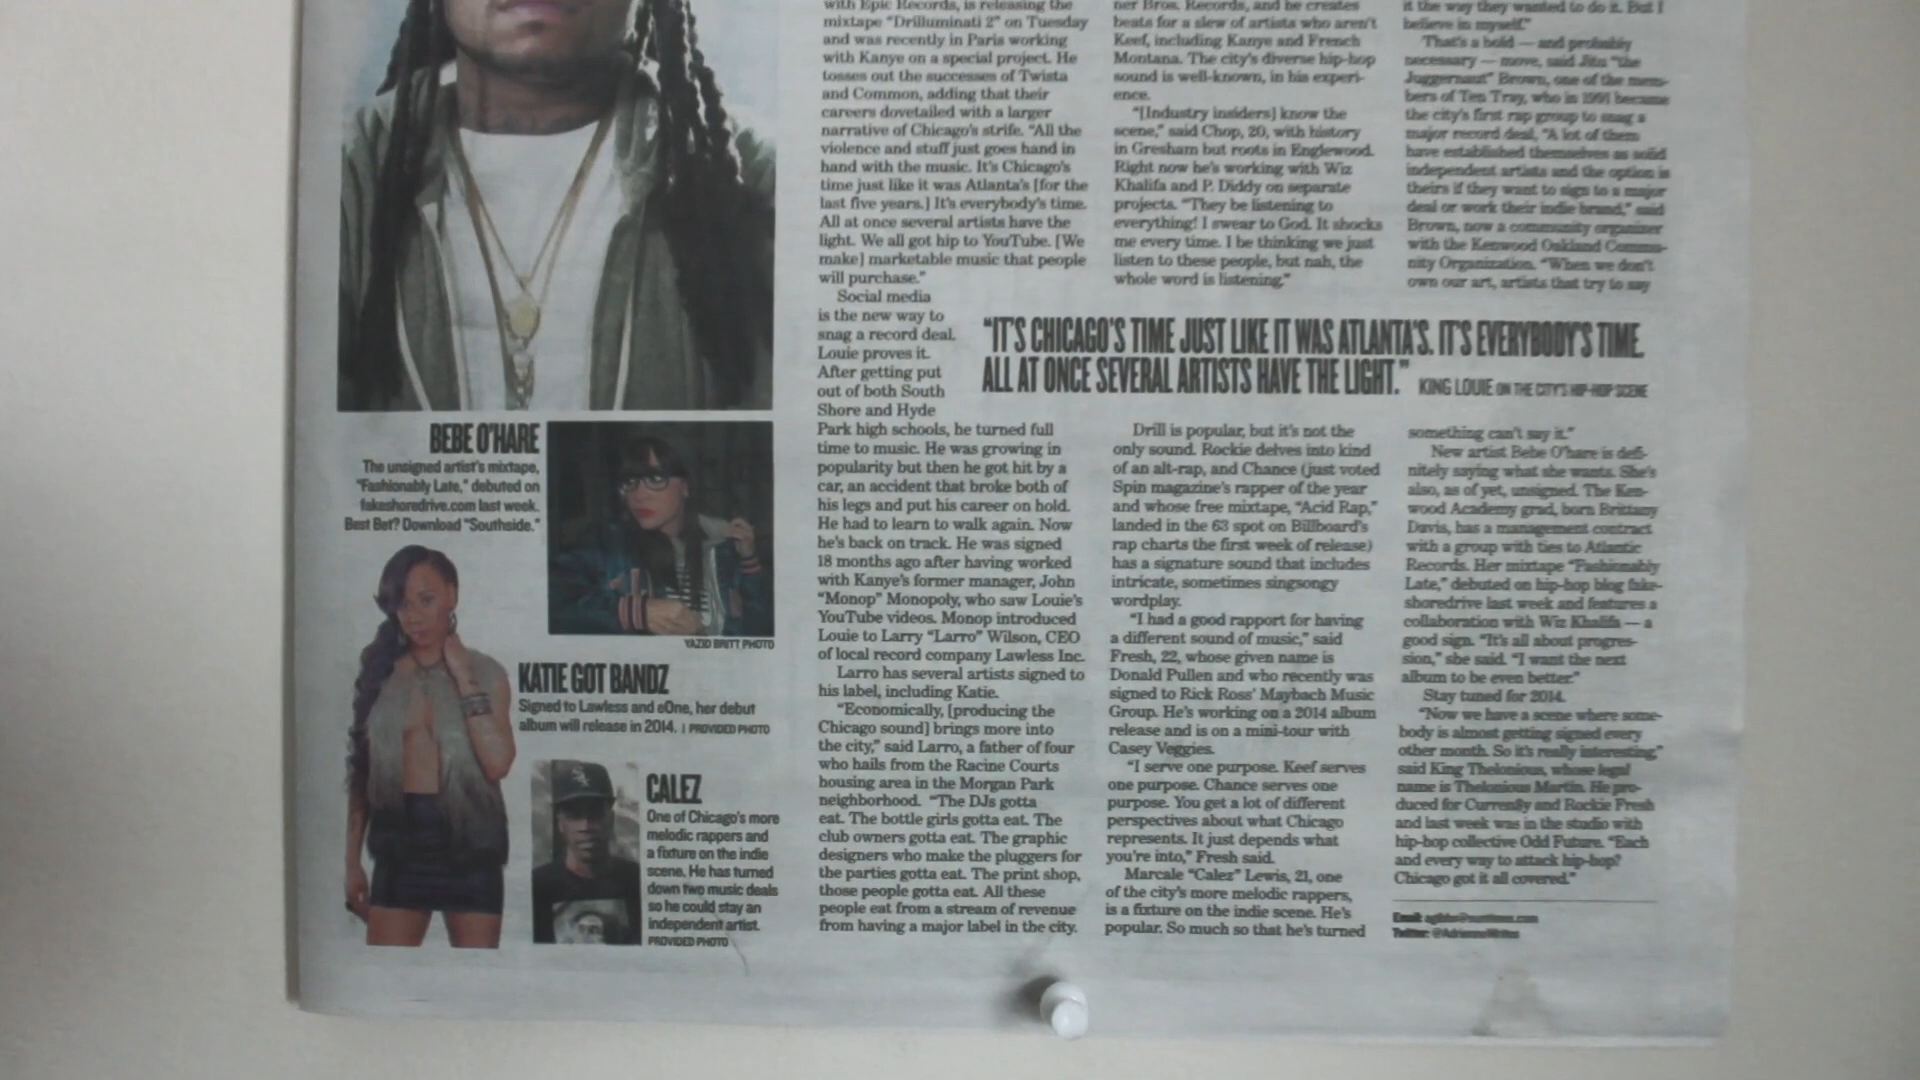 BEBE O'HARE
The unsigned artist's mixtape,
"Fashionably Late," debuted on
fakeshoredrive.com last week.
Best Bet? Download "Southside."
YAZID BRITT PHOTO
KATIE GOT BANDZ
Signed to Lawless and eOne, her debut
album will release in 2014. | PROVIDED PHOTO
CALEZ
One of Chicago's more
melodic rappers and
a fixture on the indie
scene. He has turned
down two music deals
so he could stay an
independent artist.
PROVIDED PHOTO
with Epic Records, is releasing the
mixtape "Drilluminati 2" on Tuesday
and was recently in Paris working
with Kanye on a special project. He
tosses out the successes of Twista
and Common, adding that their
careers dovetailed with a larger
narrative of Chicago's strife. "All the
violence and stuff just goes hand in
hand with the music. It's Chicago's
time just like it was Atlanta's [for the
last five years.] It's everybody's time.
All at once several artists have the
light. We all got hip to YouTube. [We
make] marketable music that people
will purchase."
Social media
is the new way to
snag a record deal.
Louie proves it.
After getting put
out of both South
Shore and Hyde
Park high schools, he turned full
time to music. He was growing in
popularity but then he got hit by a
car, an accident that broke both of
his legs and put his career on hold.
He had to learn to walk again. Now
he's back on track. He was signed
18 months ago after having worked
with Kanye's former manager, John
"Monop" Monopoly, who saw Louie's
YouTube videos. Monop introduced
Louie to Larry "Larro" Wilson, CEO
of local record company Lawless Inc.
Larro has several artists signed to
his label, including Katie.
"Economically, [producing the
Chicago sound] brings more into
the city," said Larro, a father of four
who hails from the Racine Courts
housing area in the Morgan Park
neighborhood. "The DJs gotta
eat. The bottle girls gotta eat. The
club owners gotta eat. The graphic
designers who make the pluggers for
the parties gotta eat. The print shop,
those people gotta eat. All these
people eat from a stream of revenue
from having a major label in the city.
ner Bros. Records, and he creates
beats for a slew of artists who aren't
Keef, including Kanye and French
Montana. The city's diverse hip-hop
sound is well-known, in his experi-
ence.
"[Industry insiders] know the
scene," said Chop, 20, with history
in Gresham but roots in Englewood.
Right now he's working with Wiz
Khalifa and P. Diddy on separate
projects. "They be listening to
everything! I swear to God. It shocks
me every time. I be thinking we just
listen to these people, but nah, the
whole word is listening."
"IT'S CHICAGO'S TIME JUST LIKE IT WAS ATLANTA'S. IT'S EVERYBODY'S TIME.
ALL AT ONCE SEVERAL ARTISTS HAVE THE LIGHT." KING LOUIE ON THE CITY'S HIP-HOP SCENE
Drill is popular, but it's not the
only sound. Rockie delves into kind
of an alt-rap, and Chance (just voted
Spin magazine's rapper of the year
and whose free mixtape, "Acid Rap,"
landed in the 63 spot on Billboard's
rap charts the first week of release)
has a signature sound that includes
intricate, sometimes singsongy
wordplay.
"I had a good rapport for having
a different sound of music," said
Fresh, 22, whose given name is
Donald Pullen and who recently was
signed to Rick Ross' Maybach Music
Group. He's working on a 2014 album
release and is on a mini-tour with
Casey Veggies.
"I serve one purpose. Keef serves
one purpose. Chance serves one
purpose. You get a lot of different
perspectives about what Chicago
represents. It just depends what
you're into," Fresh said.
Marcale "Calez" Lewis, 21, one
of the city's more melodic rappers,
is a fixture on the indie scene. He's
popular. So much so that he's turned
it the way they wanted to do it. But I
believe in myself."
That's a bold — and probably
necessary — move, said Jitu "the
Juggernaut" Brown, one of the mem-
bers of Ten Tray, who in 1991 became
the city's first rap group to snag a
major record deal. "A lot of them
have established themselves as solid
independent artists and the option is
theirs if they want to sign to a major
deal or work their indie brand," said
Brown, now a community organizer
with the Kenwood Oakland Commu-
nity Organization. "When we don't
own our art, artists that try to say
something can't say it."
New artist Bebe O'hare is defi-
nitely saying what she wants. She's
also, as of yet, unsigned. The Ken-
wood Academy grad, born Brittany
Davis, has a management contract
with a group with ties to Atlantic
Records. Her mixtape "Fashionably
Late," debuted on hip-hop blog fake-
shoredrive last week and features a
collaboration with Wiz Khalifa — a
good sign. "It's all about progres-
sion," she said. "I want the next
album to be even better."
Stay tuned for 2014.
"Now we have a scene where some-
body is almost getting signed every
other month. So it's really interesting,"
said King Thelonious, whose legal
name is Thelonious Martin. He pro-
duced for Curren$y and Rockie Fresh
and last week was in the studio with
hip-hop collective Odd Future. "Each
and every way to attack hip-hop?
Chicago got it all covered."
Email:
Twitter: